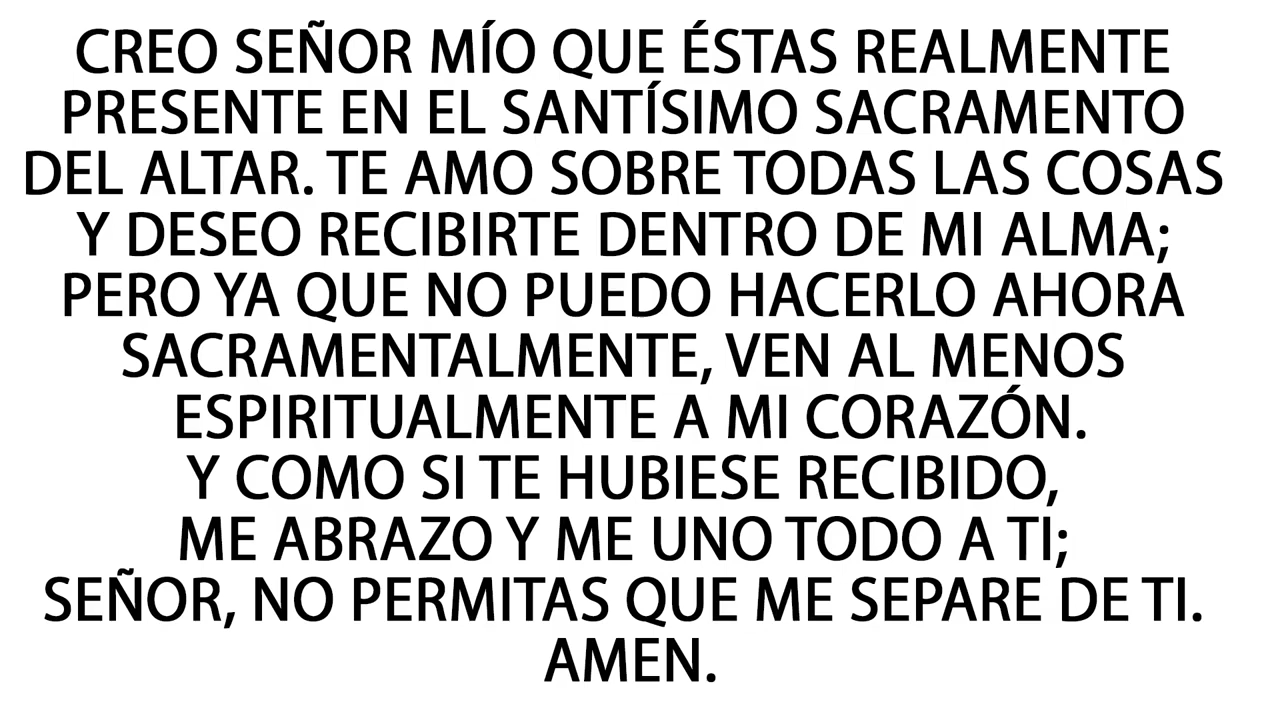 CREO SEÑOR MÍO QUE ÉSTAS REALMENTE
PRESENTE EN EL SANTÍSIMO SACRAMENTO
DEL ALTAR. TE AMO SOBRE TODAS LAS COSAS
Y DESEO RECIBIRTE DENTRO DE MI ALMA;
PERO YA QUE NO PUEDO HACERLO AHORA
SACRAMENTALMENTE, VEN AL MENOS
ESPIRITUALMENTE A MI CORAZÓN.
Y COMO SI TE HUBIESE RECIBIDO,
ME ABRAZO Y ME UNO TODO A TI;
SEÑOR, NO PERMITAS QUE ME SEPARE DE TI.
AMEN.